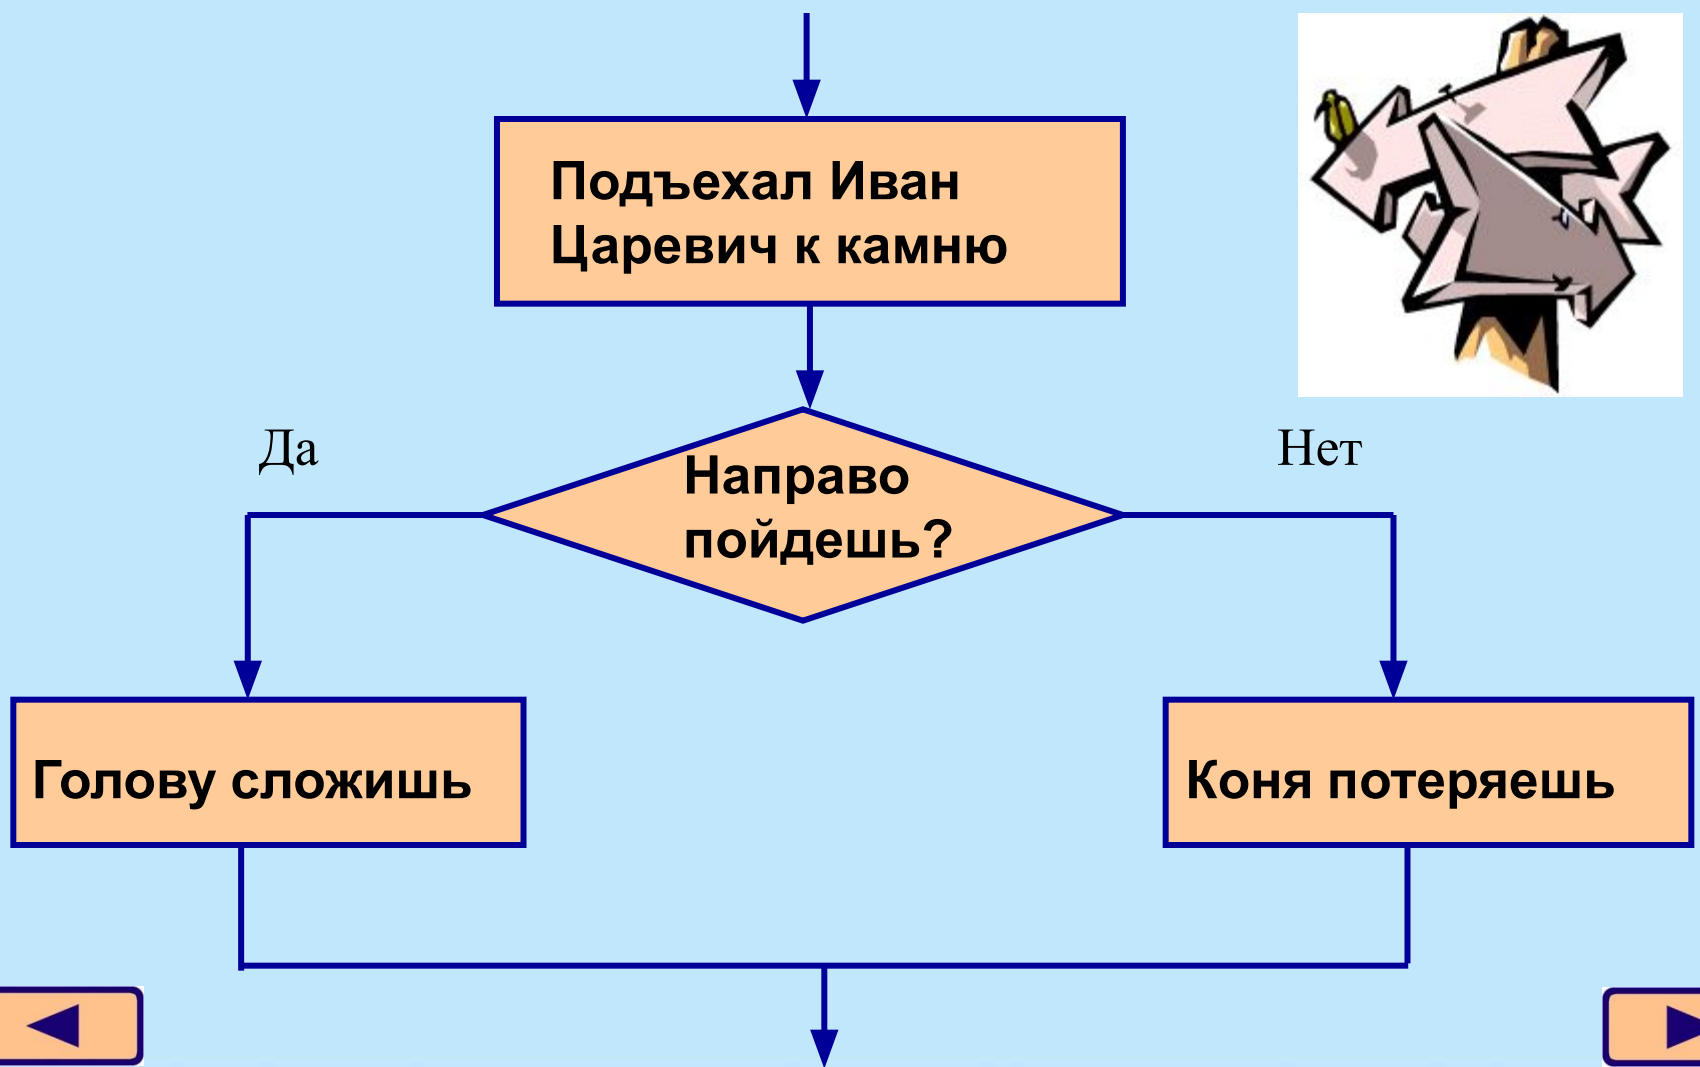 Подъехал Иван
Царевич к камню
Да
Нет
Направо
пойдешь?
Голову сложишь
Коня потеряешь